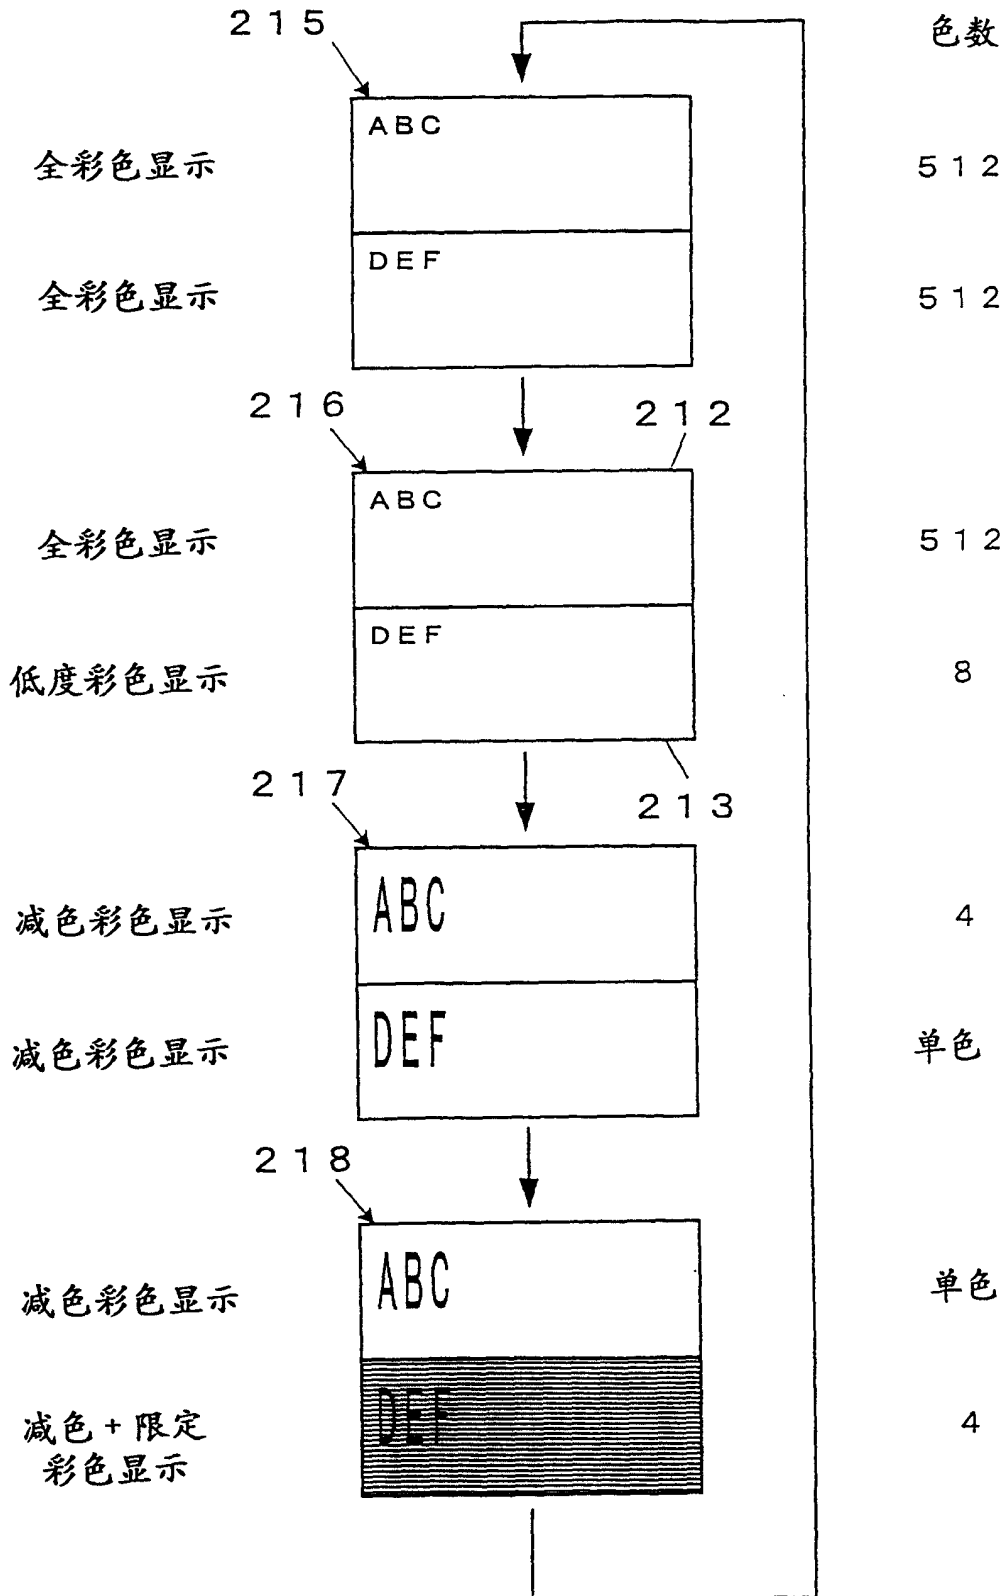 215
色数
ABC
全彩色显示
512
DEF
全彩色显示
512
216
212
ABC
全彩色显示
512
DEF
低度彩色显示
8
217
213
ABC
减色彩色显示
4
DEF
减色彩色显示
单色
218
ABC
减色彩色显示
单色
DEF
减色+限定
彩色显示
4